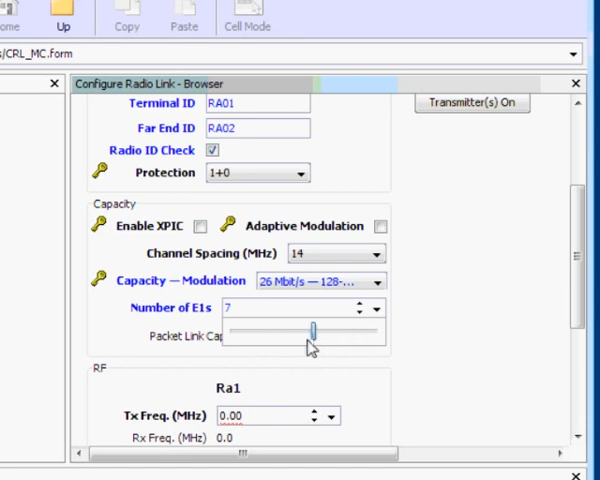 ome Up Copy Paste Cell Mode
s/CRL_MC.form
Configure Radio Link - Browser
Terminal ID RA01 Transmitter(s) On
Far End ID RA02
Radio ID Check
Protection 1+0
Capacity
Enable XPIC Adaptive Modulation
Channel Spacing (MHz) 14
Capacity — Modulation 26 Mbit/s — 128-...
Number of E1s 7
Packet Link Cap
RF
Ra1
Tx Freq. (MHz) 0.00
Rx Freq. (MHz) 0.0